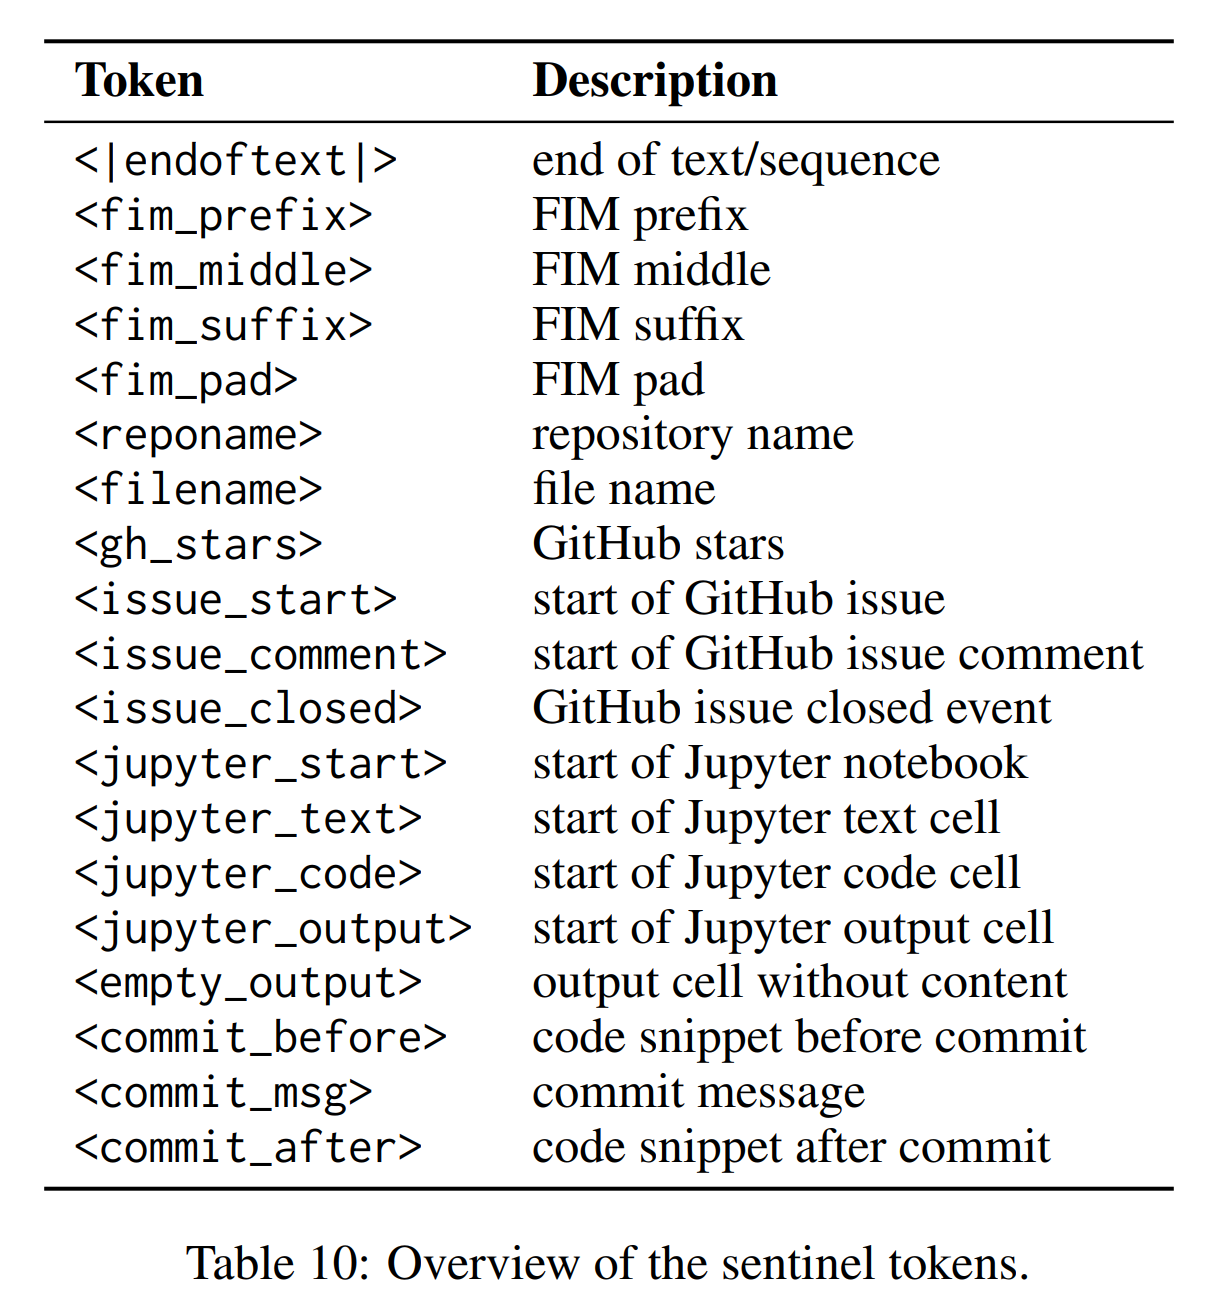 Token Description
<|endoftext|> end of text/sequence
<fim_prefix> FIM prefix
<fim_middle> FIM middle
<fim_suffix> FIM suffix
<fim_pad> FIM pad
<reponame> repository name
<filename> file name
<gh_stars> GitHub stars
<issue_start> start of GitHub issue
<issue_comment> start of GitHub issue comment
<issue_closed> GitHub issue closed event
<jupyter_start> start of Jupyter notebook
<jupyter_text> start of Jupyter text cell
<jupyter_code> start of Jupyter code cell
<jupyter_output> start of Jupyter output cell
<empty_output> output cell without content
<commit_before> code snippet before commit
<commit_msg> commit message
<commit_after> code snippet after commit
Table 10: Overview of the sentinel tokens.